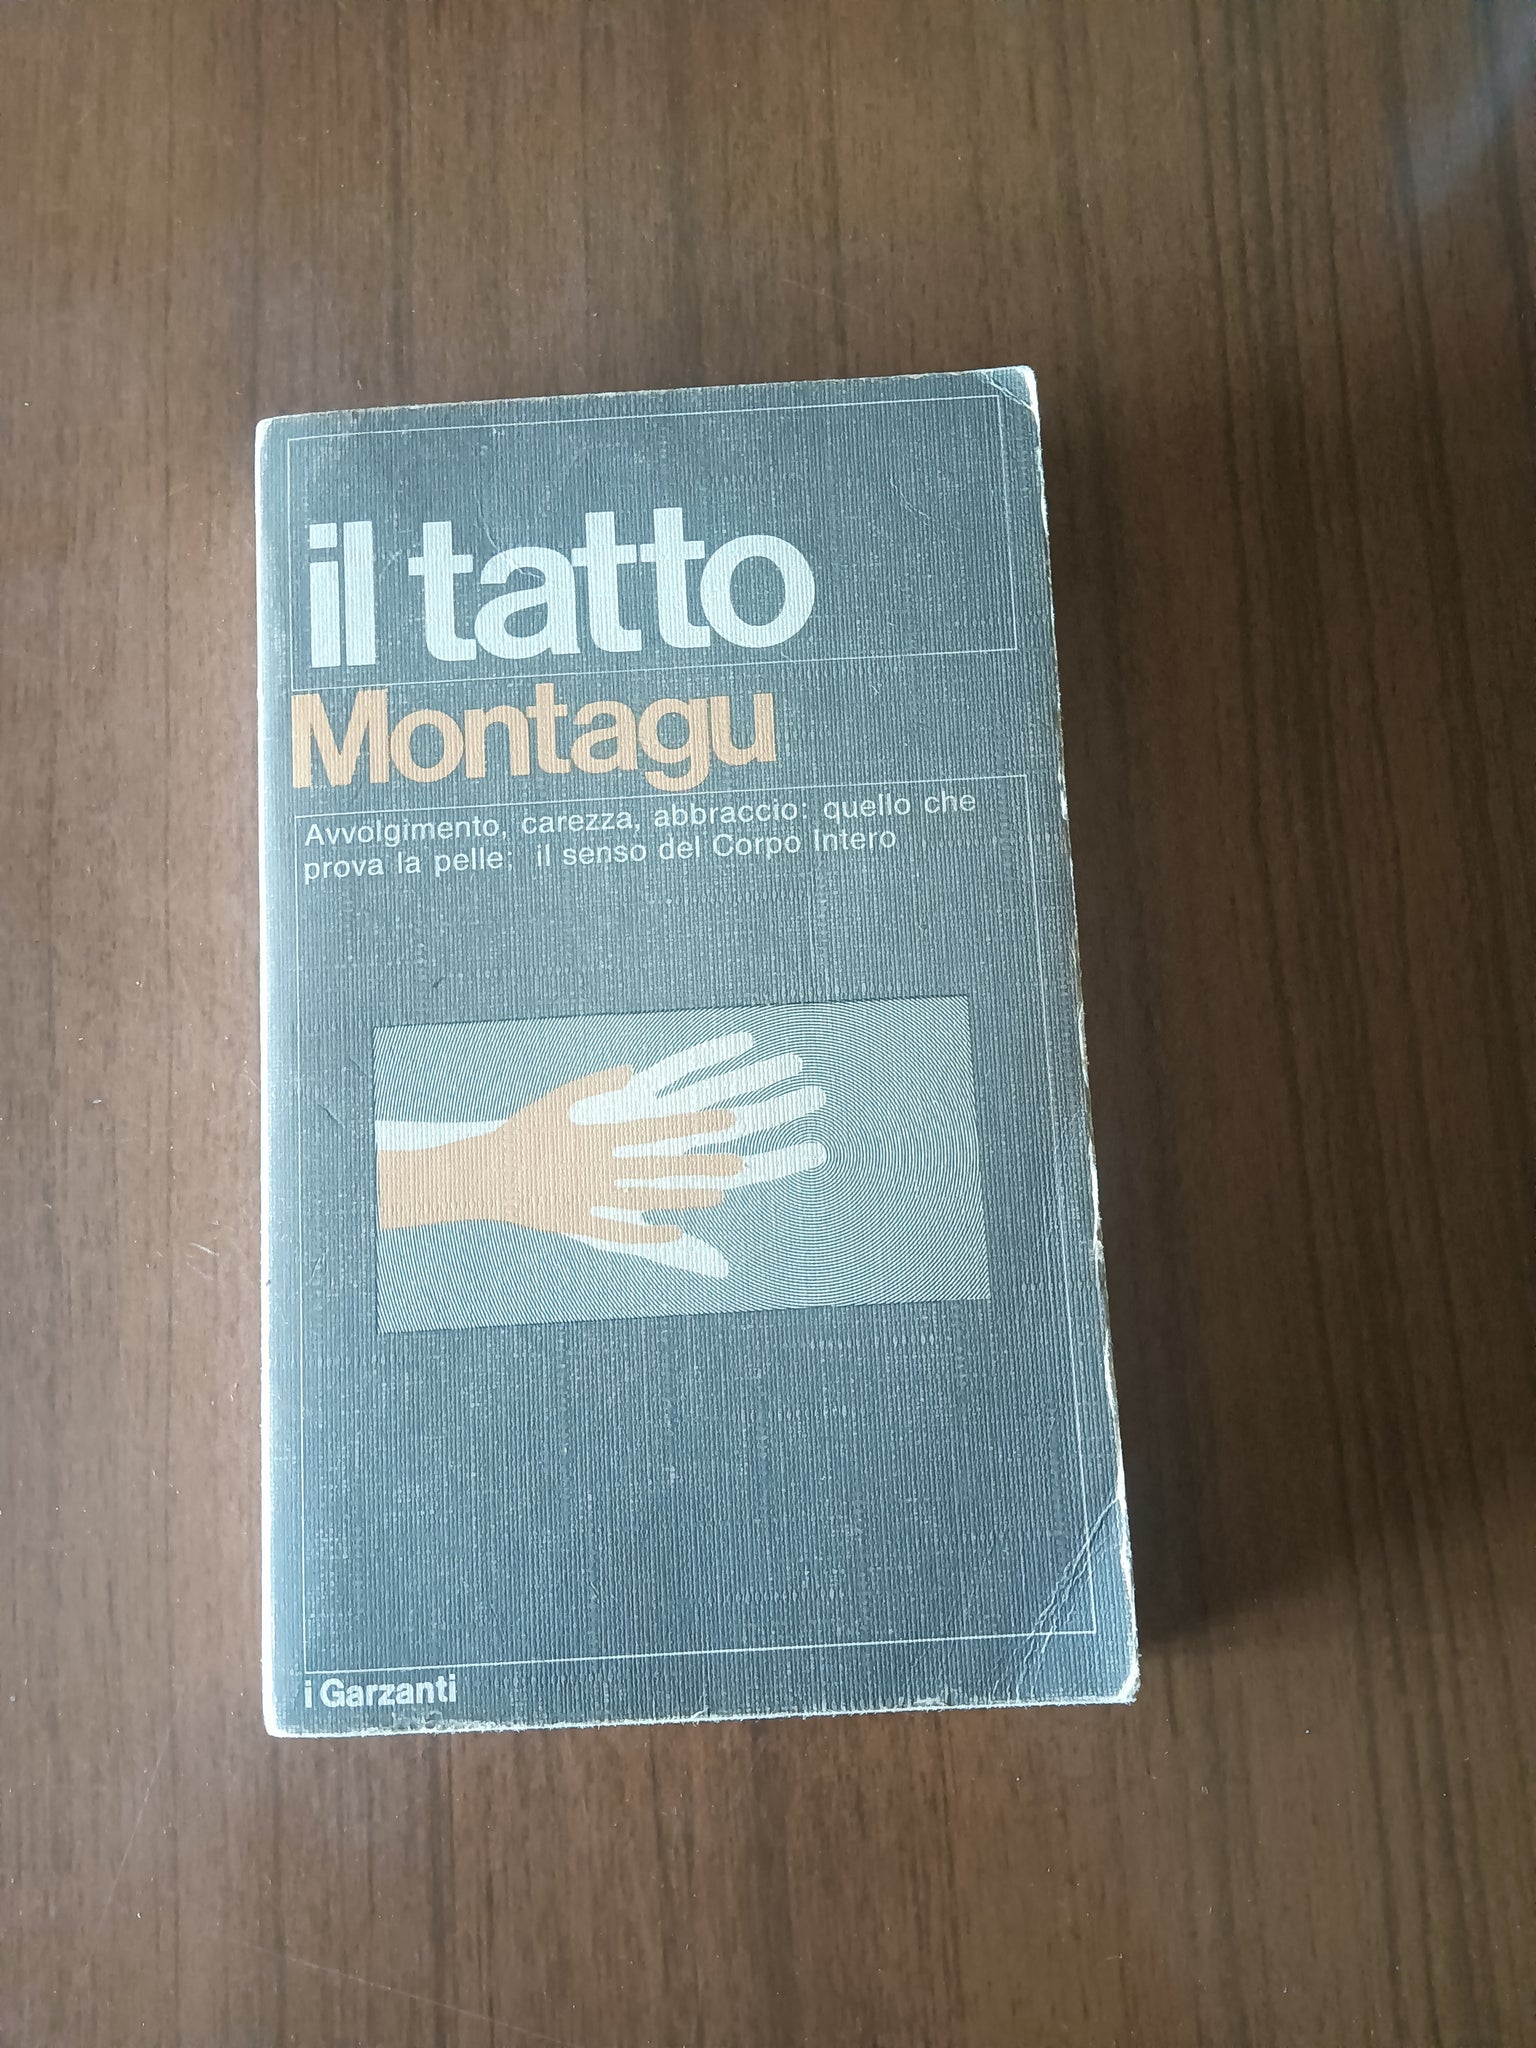 il tatto
Montagu
Avvolgimento, carezza, abbraccio: quello che
prova la pelle; il senso del Corpo Intero
i Garzanti